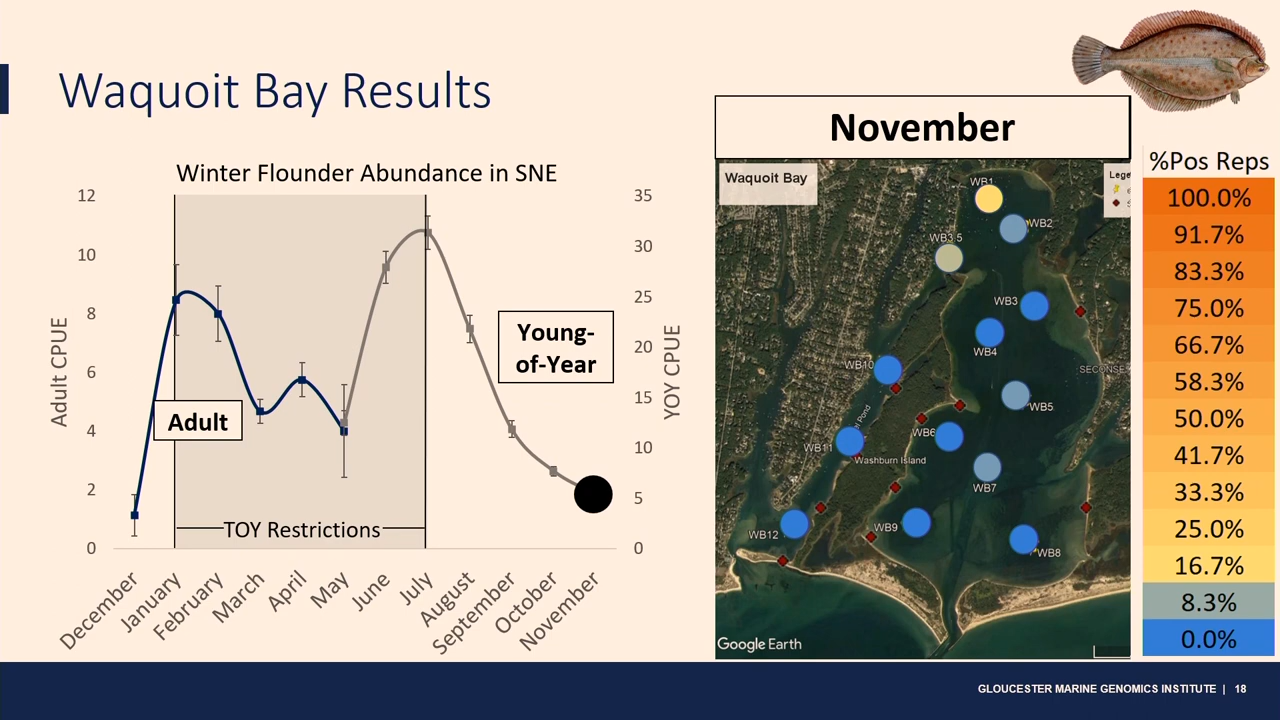 Waquoit Bay Results
Winter Flounder Abundance in SNE
12
10
8
6
4
2
0
Adult CPUE
35
30
25
20
15
10
5
0
YOY CPUE
Adult
Young-
of-Year
TOY Restrictions
December
January
February
March
April
May
June
July
August
September
October
November
November
Waquoit Bay
Lege
WB1
WB2
WB3.5
WB3
WB4
WB10
SECONSE
WB5
WB6
WB11
Washburn Island
WB7
WB9
WB12
WB8
Google Earth
%Pos Reps
100.0%
91.7%
83.3%
75.0%
66.7%
58.3%
50.0%
41.7%
33.3%
25.0%
16.7%
8.3%
0.0%
GLOUCESTER MARINE GENOMICS INSTITUTE | 18